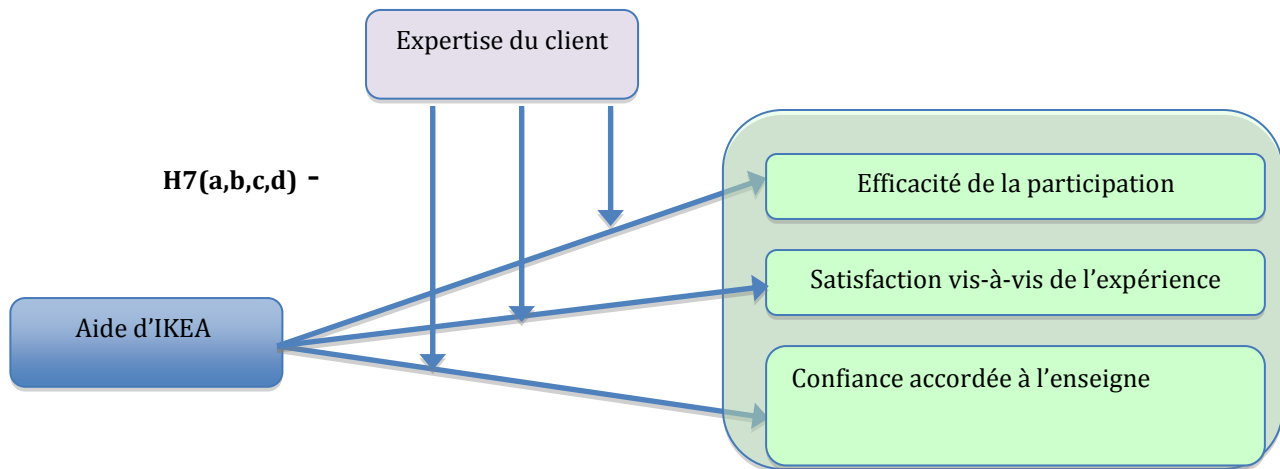 Expertise du client
H7(a,b,c,d) -
Efficacité de la participation
Satisfaction vis-à-vis de l’expérience
Aide d’IKEA
Confiance accordée à l’enseigne